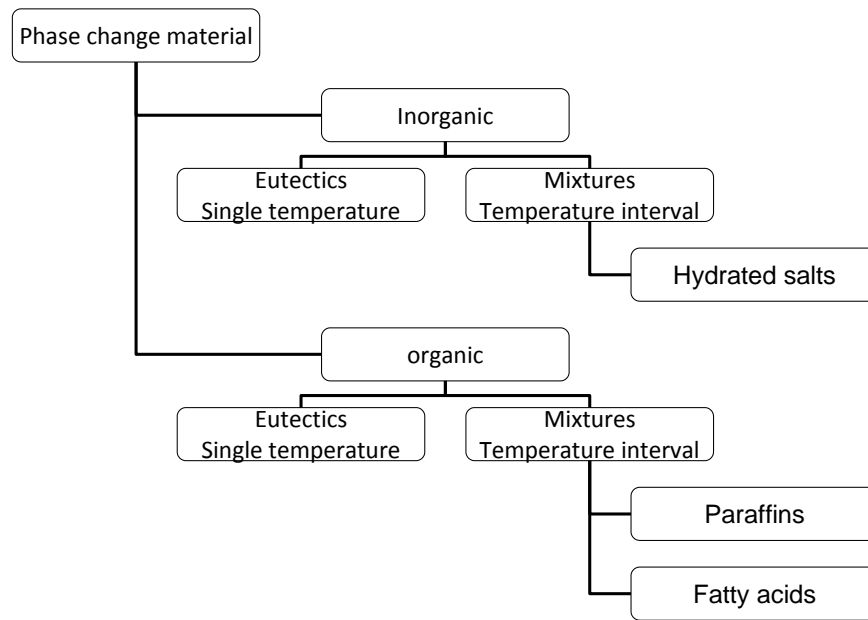 Phase change material
Inorganic
Eutectics
Single temperature
Mixtures
Temperature interval
Hydrated salts
organic
Eutectics
Single temperature
Mixtures
Temperature interval
Paraffins
Fatty acids